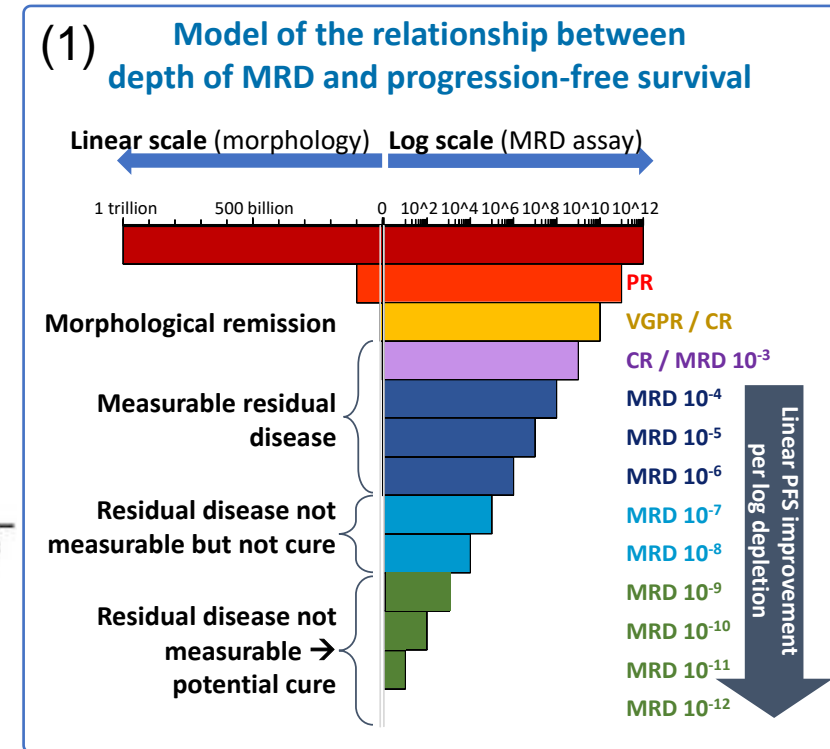 (1)
Model of the relationship between
depth of MRD and progression-free survival
Linear scale (morphology)
Log scale (MRD assay)
1 trillion 500 billion 0 10^2 10^4 10^6 10^8 10^10 10^12
PR
Morphological remission
VGPR / CR
CR / MRD 10⁻³
Measurable residual
disease
MRD 10⁻⁴
MRD 10⁻⁵
MRD 10⁻⁶
Residual disease not
measurable but not cure
MRD 10⁻⁷
MRD 10⁻⁸
Residual disease not
measurable →
potential cure
MRD 10⁻⁹
MRD 10⁻¹⁰
MRD 10⁻¹¹
MRD 10⁻¹²
Linear PFS improvement
per log depletion